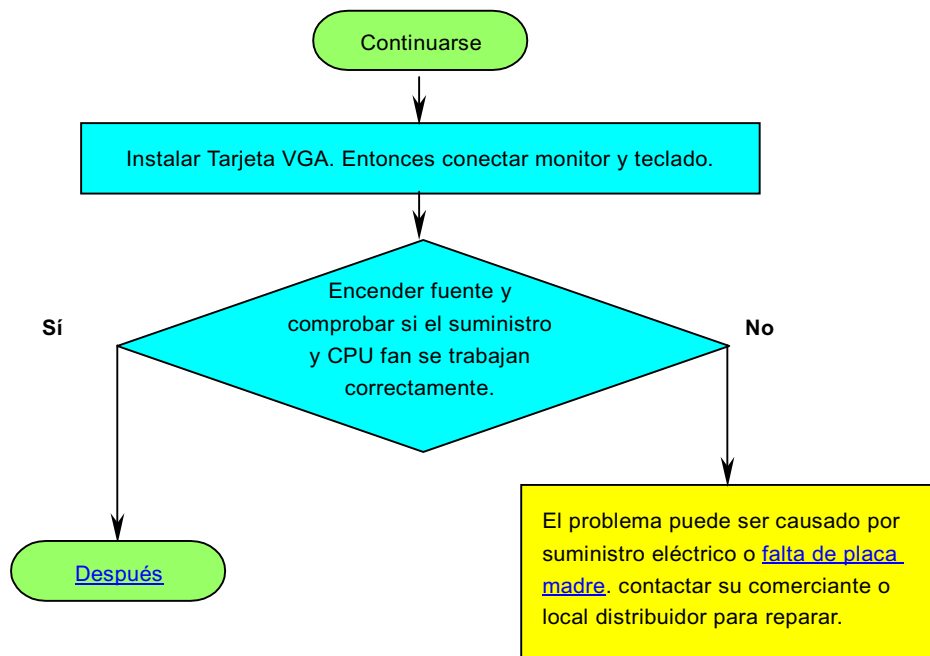 Continuarse
Instalar Tarjeta VGA. Entonces conectar monitor y teclado.
Encender fuente y
comprobar si el suministro
y CPU fan se trabajan
correctamente.
Sí
No
Después
El problema puede ser causado por
suministro eléctrico o falta de placa
madre. contactar su comerciante o
local distribuidor para reparar.